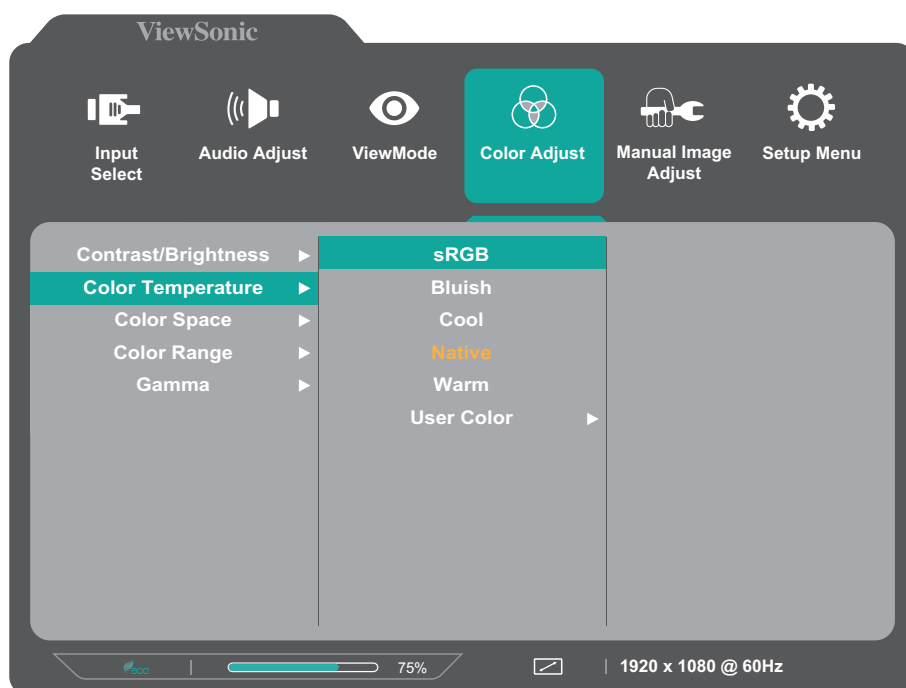 ViewSonic
Input
Select
Audio Adjust
ViewMode
Color Adjust
Manual Image
Adjust
Setup Menu
Contrast/Brightness
Color Temperature
Color Space
Color Range
Gamma
sRGB
Bluish
Cool
Native
Warm
User Color
eco
75%
1920 x 1080 @ 60Hz